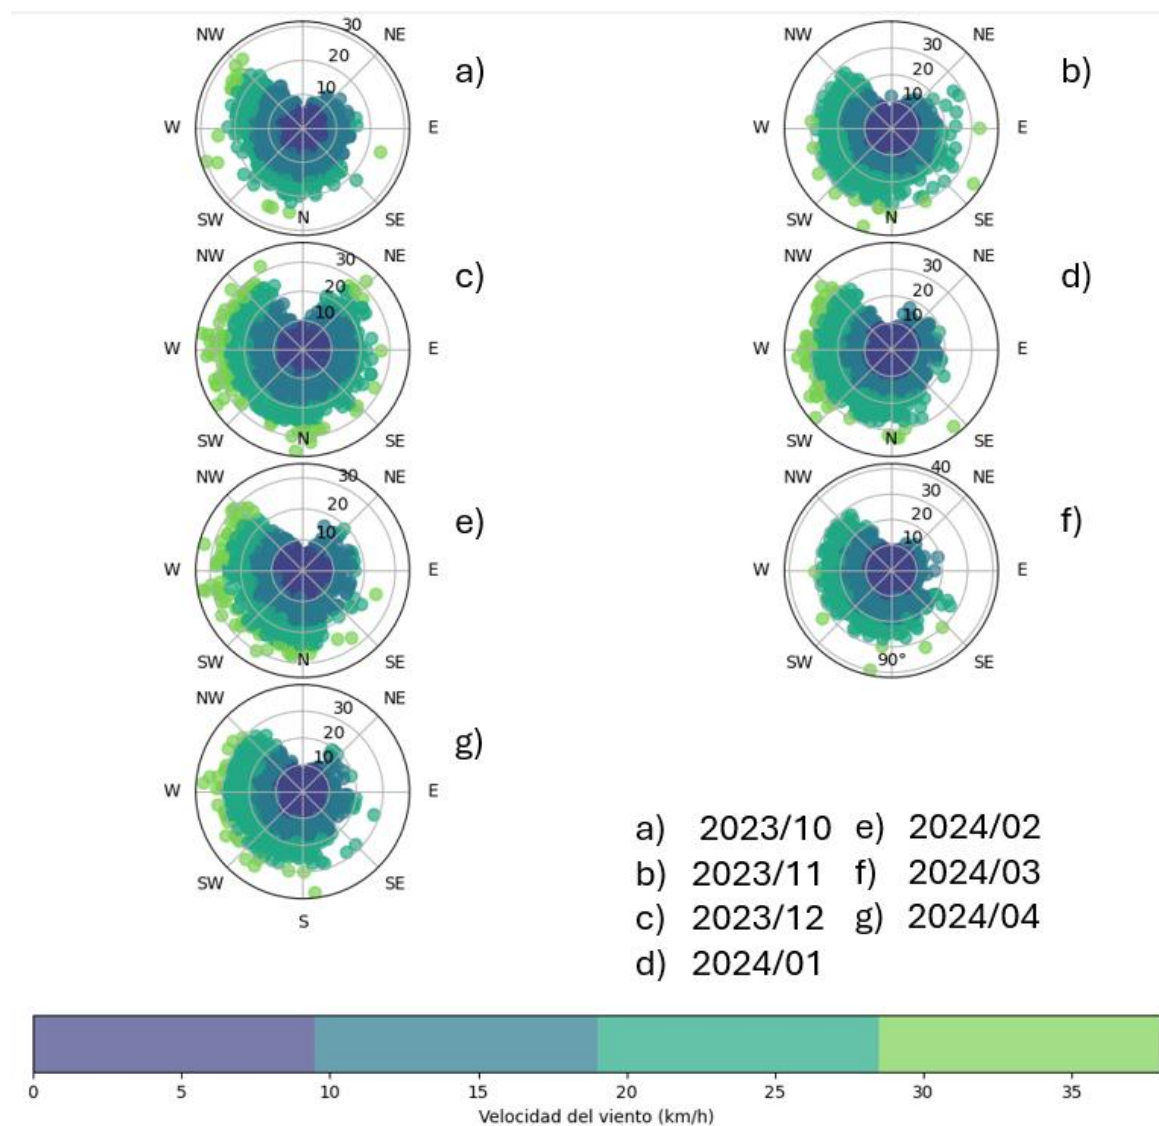 30
NW NE
20
a) b)
30
20
10 10
W E W E
SW N SE SW N SE
NW 30 NE NW NE
30
c) d)
20 20
10 10
W E W E
SW N SE SW N SE
40
NW 30 NE NW NE
30
20
e) f)
20
10 10
W E W E
SW N SE SW 90° SE
NW NE
30
20
g)
10
W E
SW SE
S
a) 2023/10 e) 2024/02
b) 2023/11 f) 2024/03
c) 2023/12 g) 2024/04
d) 2024/01
0 5 10 15 20 25 30 35
Velocidad del viento (km/h)